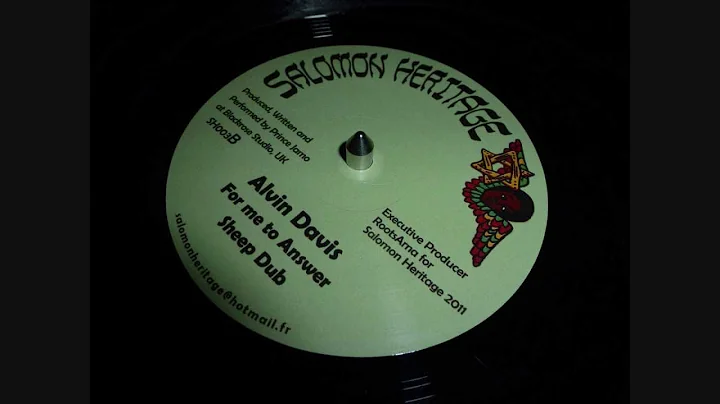 SALOMON HERITAGE
Produced, Written and
Performed by Prince Jamo
at Blackrose Studio, UK
SH003B
Alvin Davis
For me to Answer
Sheep Dub
Executive Producer
RootsAma for
Salomon Heritage 2011
salomonheritage@hotmail.fr